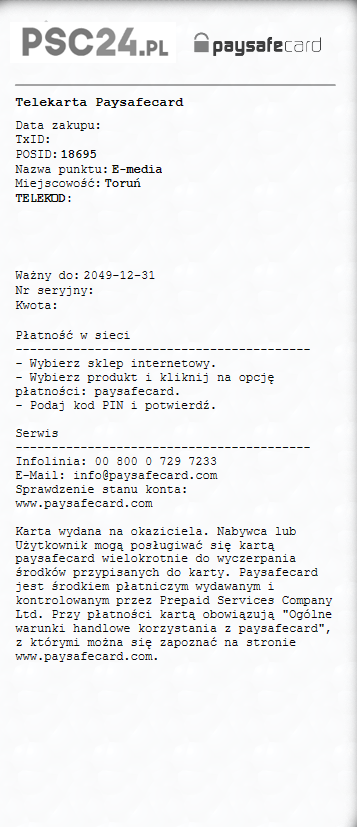 PSC24.PL paysafecard
Telekarta Paysafecard
Data zakupu:
TxID:
POSID: 18695
Nazwa punktu: E-media
Miejscowość: Toruń
TELEKOD:
Ważny do: 2049-12-31
Nr seryjny:
Kwota:
Płatność w sieci
-----------------------------------------
- Wybierz sklep internetowy.
- Wybierz produkt i kliknij na opcję
płatności: paysafecard.
- Podaj kod PIN i potwierdź.
Serwis
-----------------------------------------
Infolinia: 00 800 0 729 7233
E-Mail: info@paysafecard.com
Sprawdzenie stanu konta:
www.paysafecard.com
Karta wydana na okaziciela. Nabywca lub
Użytkownik mogą posługiwać się kartą
paysafecard wielokrotnie do wyczerpania
środków przypisanych do karty. Paysafecard
jest środkiem płatniczym wydawanym i
kontrolowanym przez Prepaid Services Company
Ltd. Przy płatności kartą obowiązują "Ogólne
warunki handlowe korzystania z paysafecard",
z którymi można się zapoznać na stronie
www.paysafecard.com.